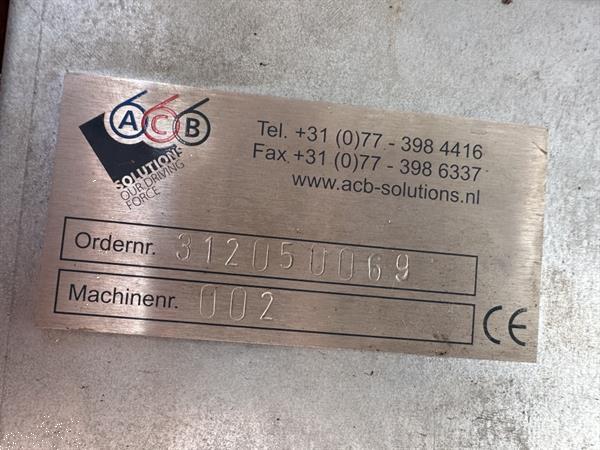 ACB
SOLUTIONS
OUR DRIVING
FORCE
Tel. +31 (0)77 - 398 4416
Fax +31 (0)77 - 398 6337
www.acb-solutions.nl
Ordernr. 312050069
Machinenr. 002
CE